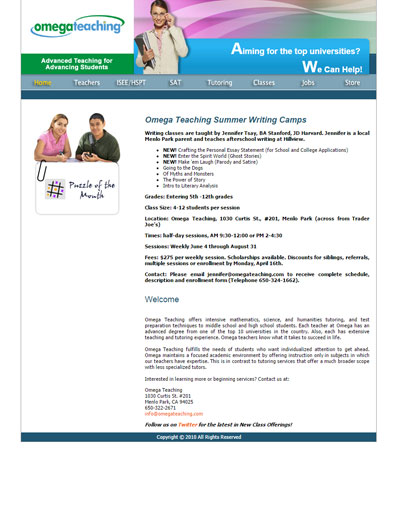 omegateaching
Advanced Teaching for
Advancing Students
Aiming for the top universities?
We Can Help!
Home Teachers ISEE/HSPT SAT Tutoring Classes Jobs Store
Puzzle of the
Month
Omega Teaching Summer Writing Camps
Writing classes are taught by Jennifer Tsay, BA Stanford, JD Harvard. Jennifer is a local
Menlo Park parent and teaches afterschool writing at Hillview.
NEW! Crafting the Personal Essay Statement (for School and College Applications)
NEW! Enter the Spirit World (Ghost Stories)
NEW! Make 'em Laugh (Parody and Satire)
Going to the Dogs
Of Myths and Monsters
The Power of Story
Intro to Literary Analysis
Grades: Entering 5th -12th grades
Class Size: 4-12 students per session
Location: Omega Teaching, 1030 Curtis St., #201, Menlo Park (across from Trader
Joe's)
Times: half-day sessions, AM 9:30-12:00 or PM 2-4:30
Sessions: Weekly June 4 through August 31
Fees: $275 per weekly session. Scholarships available. Discounts for siblings, referrals,
multiple sessions or enrollment by Monday, April 16th.
Contact: Please email jennifer@omegateaching.com to receive complete schedule,
description and enrollment form (Telephone 650-324-1662).
Welcome
Omega Teaching offers intensive mathematics, science, and humanities tutoring, and test
preparation techniques to middle school and high school students. Each teacher at Omega has an
advanced degree from one of the top 10 universities in the country. Also, each has extensive
teaching and tutoring experience. Omega teachers know what it takes to succeed in life.
Omega Teaching fulfills the needs of students who want individualized attention to get ahead.
Omega maintains a focused academic environment by offering instruction only in subjects in which
our teachers have expertise. This is in contrast to tutoring services that offer a much broader scope
with less specialized tutors.
Interested in learning more or beginning services? Contact us at:
Omega Teaching
1030 Curtis St. #201
Menlo Park, CA 94025
650-322-2671
info@omegateaching.com
Follow us on Twitter for the latest in New Class Offerings!
Copyright © 2010 All Rights Reserved